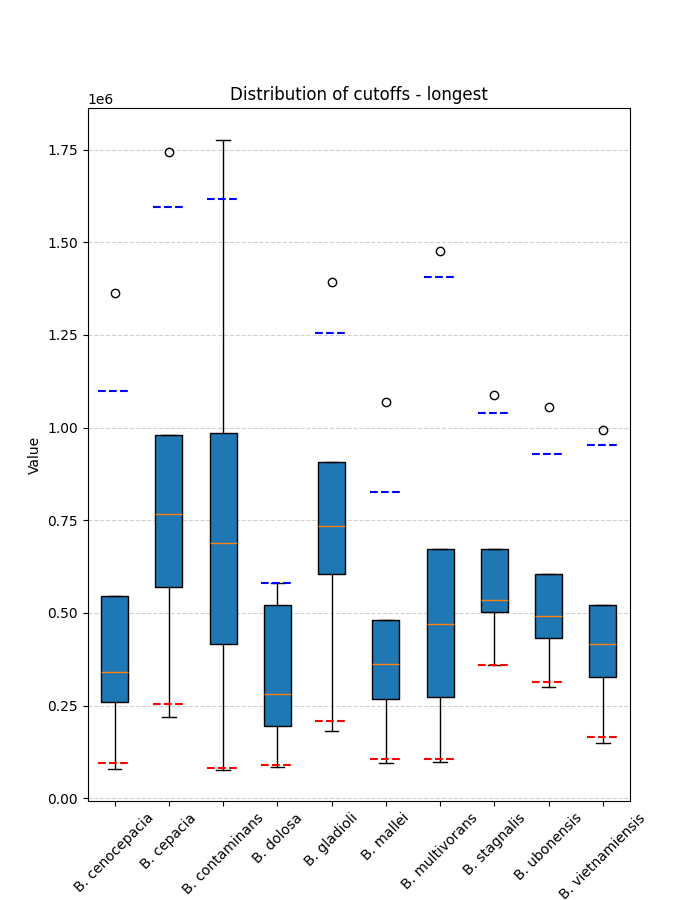 Distribution of cutoffs - longest
1e6
1.75
1.50
1.25
1.00
0.75
0.50
0.25
0.00
Value
B. cenocepacia
B. cepacia
B. contaminans
B. dolosa
B. gladioli
B. mallei
B. multivorans
B. stagnalis
B. ubonensis
B. vietnamiensis